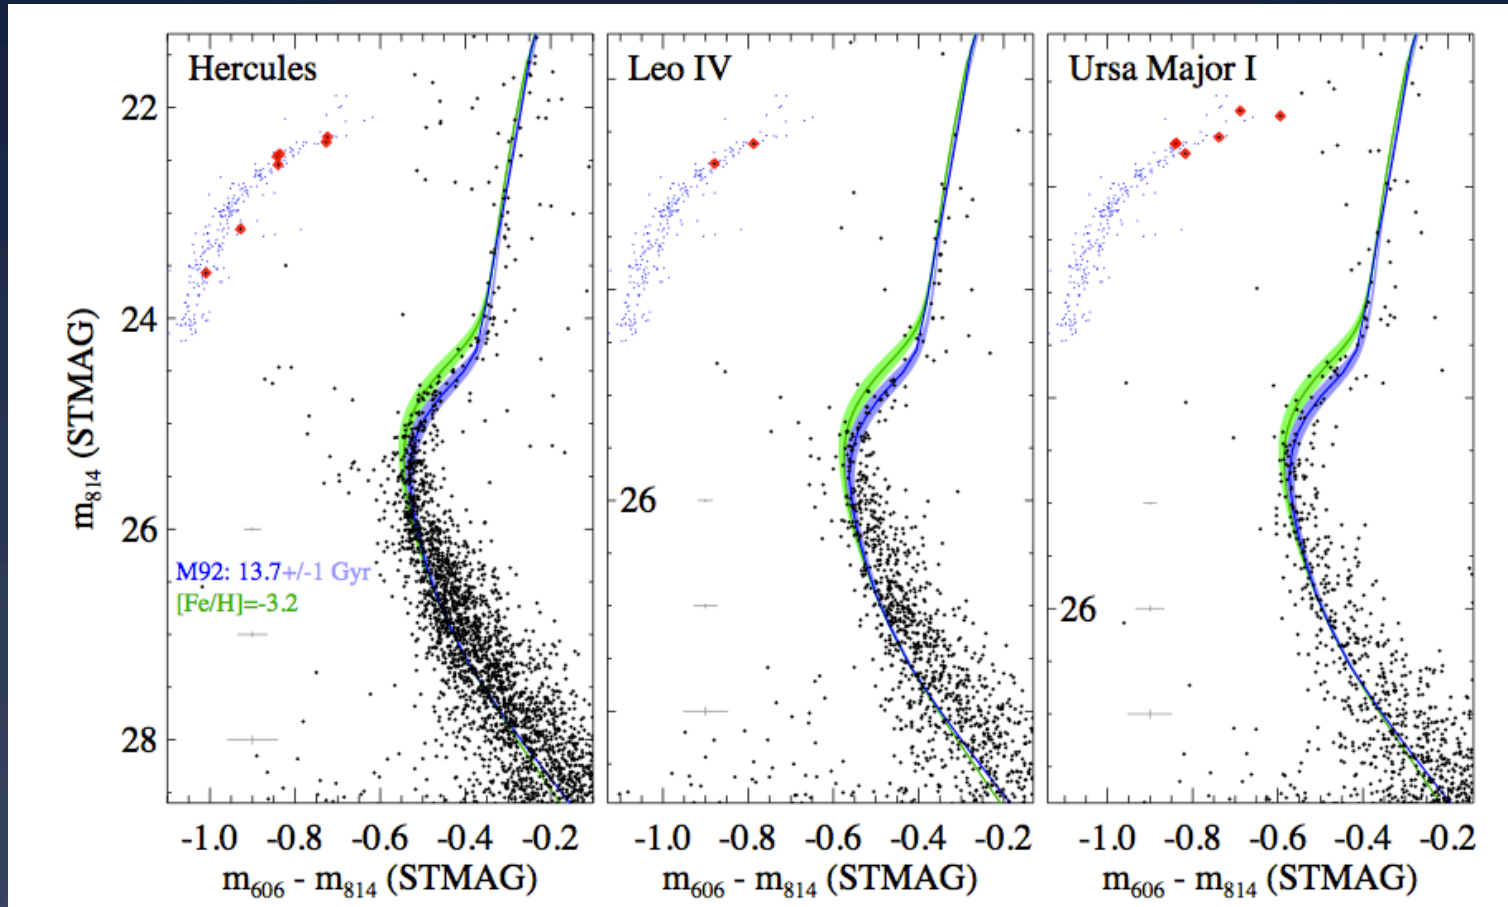 Hercules
Leo IV
Ursa Major I
22
24
26
28
m814 (STMAG)
M92: 13.7+/-1 Gyr
[Fe/H]=-3.2
26
26
-1.0 -0.8 -0.6 -0.4 -0.2
-1.0 -0.8 -0.6 -0.4 -0.2
-1.0 -0.8 -0.6 -0.4 -0.2
m606 - m814 (STMAG)
m606 - m814 (STMAG)
m606 - m814 (STMAG)